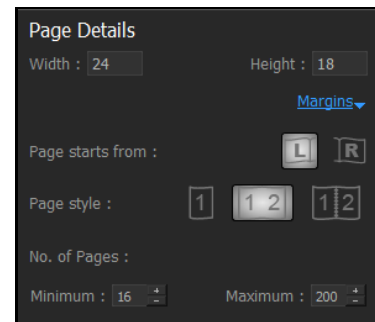 Page Details
Width : 24 Height : 18
Margins
Page starts from : L R
Page style : 1 1 2 1 2
No. of Pages :
Minimum : 16 Maximum : 200